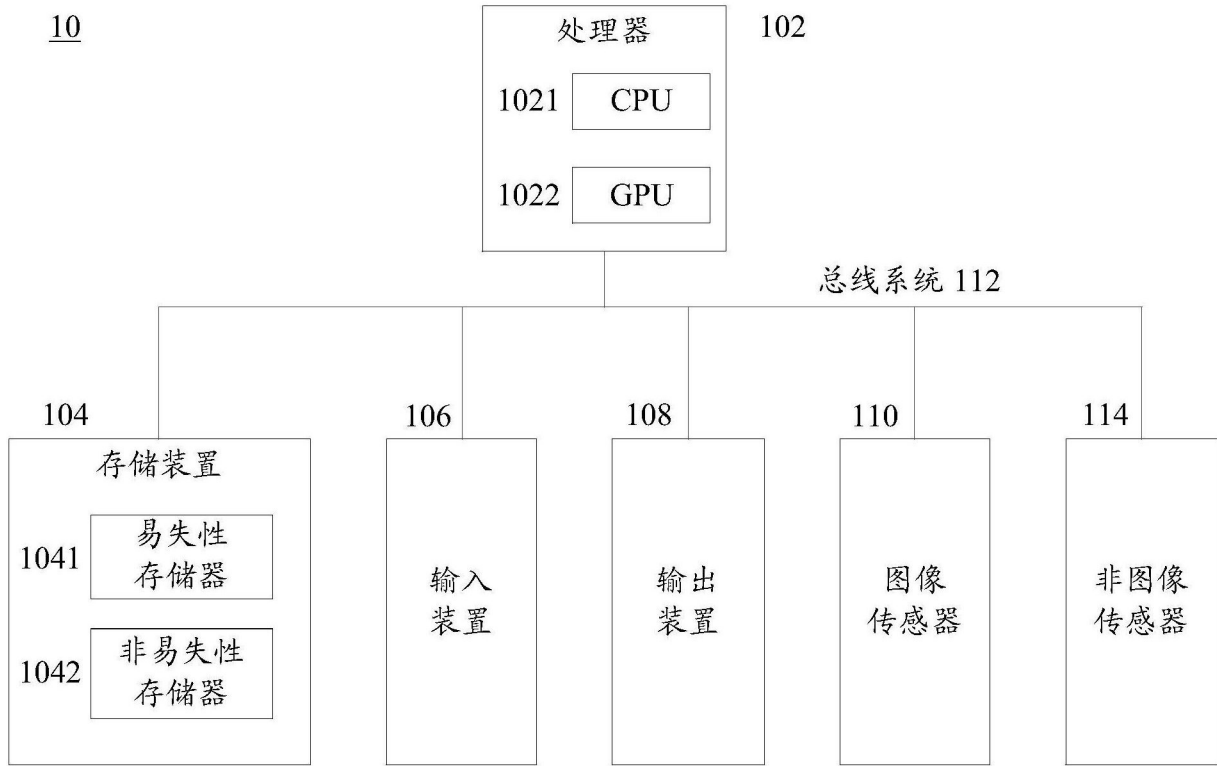 10
处理器
102
1021
CPU
1022
GPU
总线系统 112
104
106
108
110
114
存储装置
1041
易失性
存储器
1042
非易失性
存储器
输入
装置
输出
装置
图像
传感器
非图像
传感器